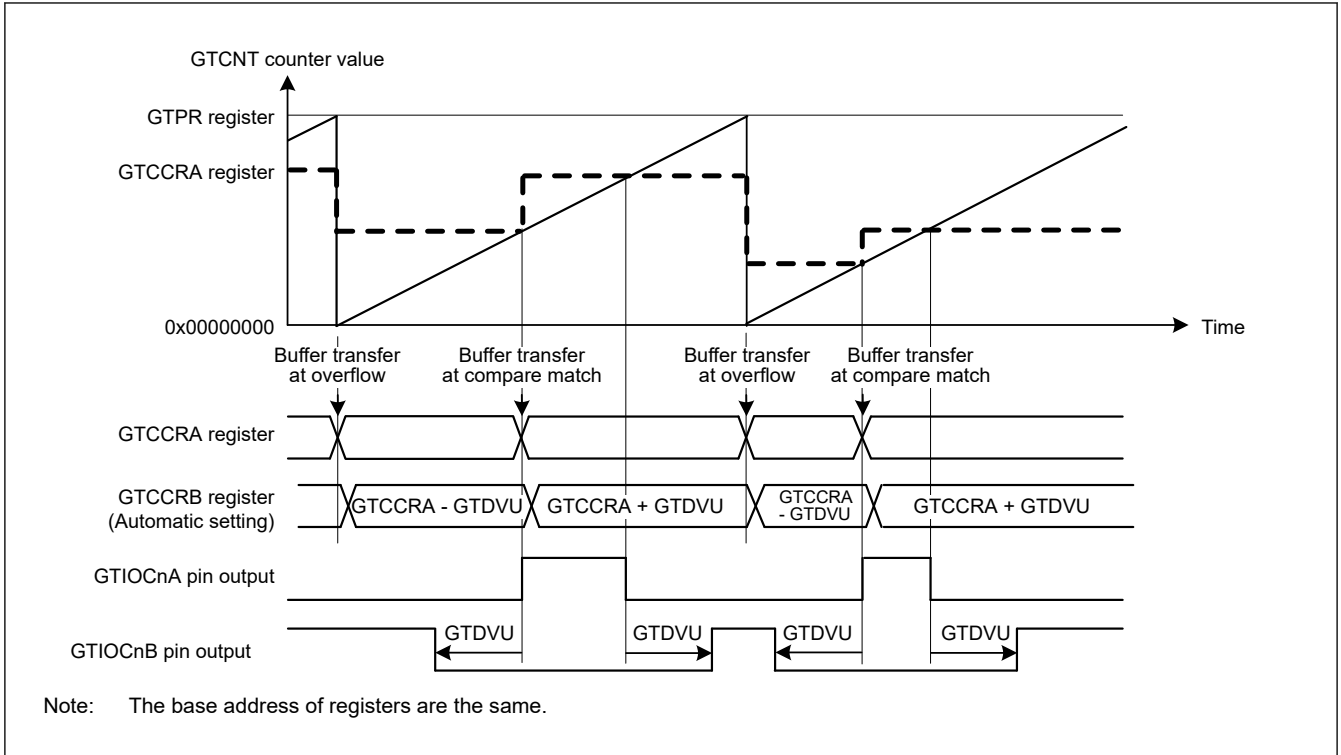 GTCNT counter value
GTPR register
GTCCRA register
0x00000000
Time
Buffer transfer
at overflow
Buffer transfer
at compare match
Buffer transfer
at overflow
Buffer transfer
at compare match
GTCCRA register
GTCCRB register
(Automatic setting)
GTCCRA - GTDVU
GTCCRA + GTDVU
GTCCRA
- GTDVU
GTCCRA + GTDVU
GTIOCnA pin output
GTIOCnB pin output
GTDVU
GTDVU
GTDVU
GTDVU
Note: The base address of registers are the same.